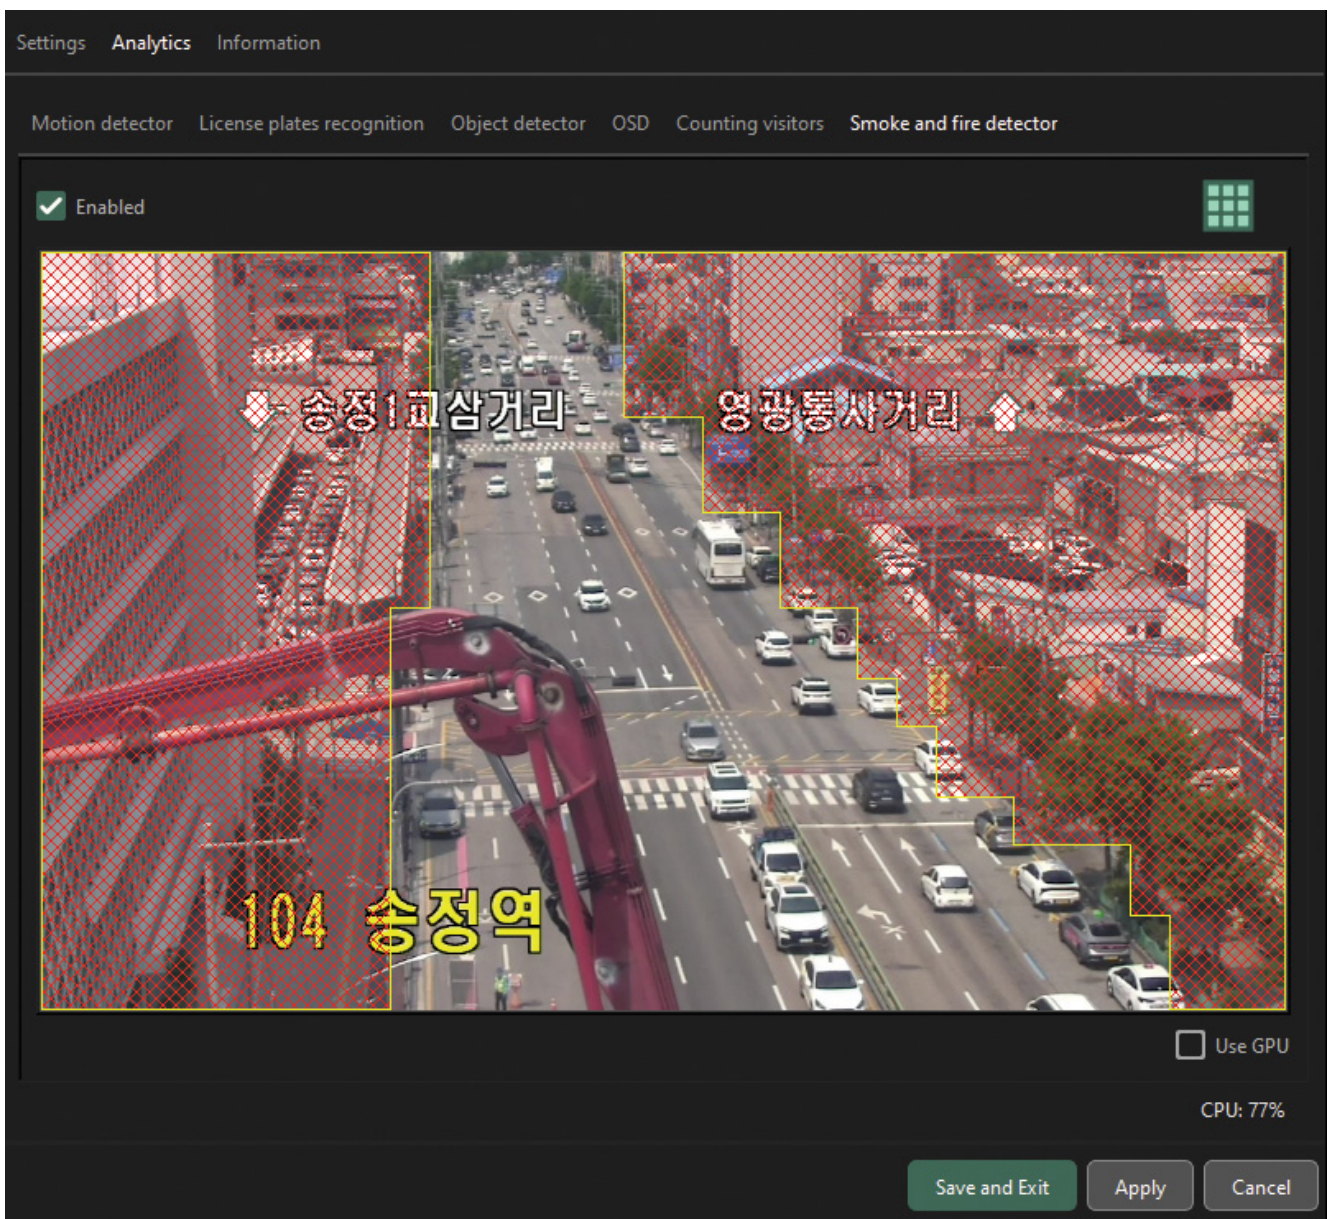 Settings Analytics Information
Motion detector License plates recognition Object detector OSD Counting visitors Smoke and fire detector
Enabled
송정1교삼거리 영광통사거리
104 송정역
Use GPU
CPU: 77%
Save and Exit Apply Cancel